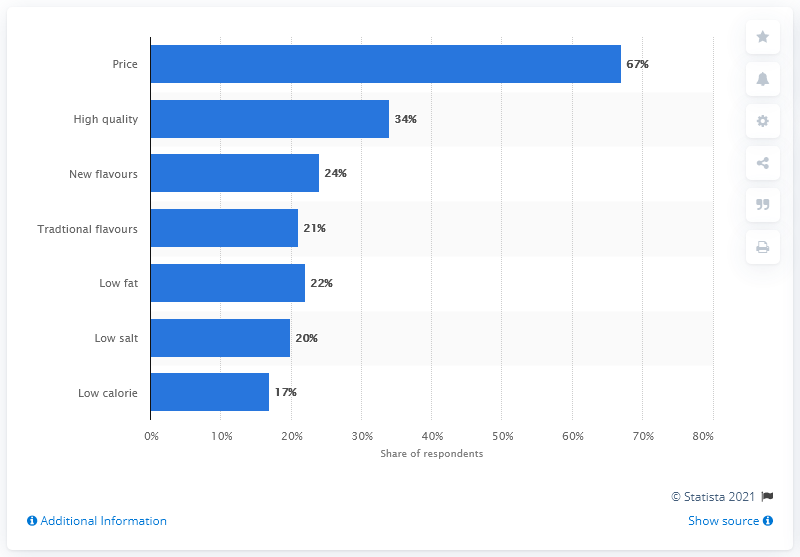 Price
67%
High quality
34%
New flavours
24%
Tradtional flavours
21%
Low fat
22%
Low salt
20%
Low calorie
17%
0% 10% 20% 30% 40% 50% 60% 70% 80%
Share of respondents
© Statista 2021
Additional Information
Show source